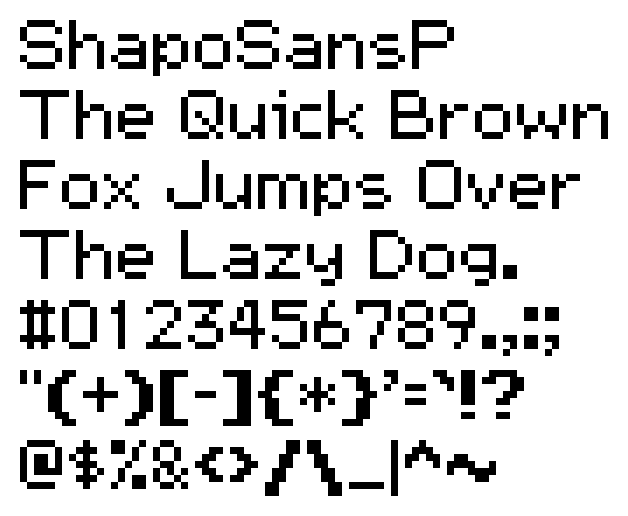 ShapoSansP
The Quick Brown
Fox Jumps Over
The Lazy Dog.
#0123456789.,:;
"(+)[-]{*}'=`!?
@$%&<>/\_|^~